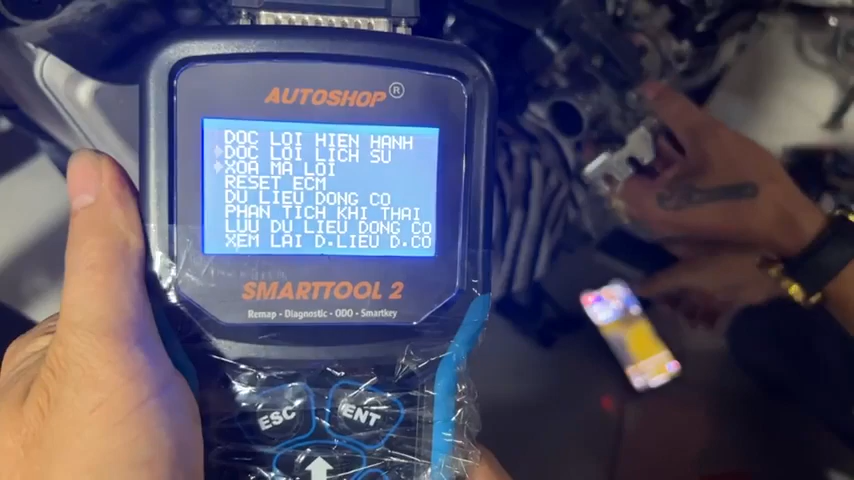 AUTOSHOP®
DOC LOI HIEN HANH
DOC LOI LICH SU
XOA MA LOI
RESET ECM
DU LIEU DONG CO
PHAN TICH KHI THAI
LUU DU LIEU DONG CO
XEM LAI D.LIEU D.CO
SMARTTOOL 2
Remap - Diagnostic - ODO - Smartkey
ESC
ENT